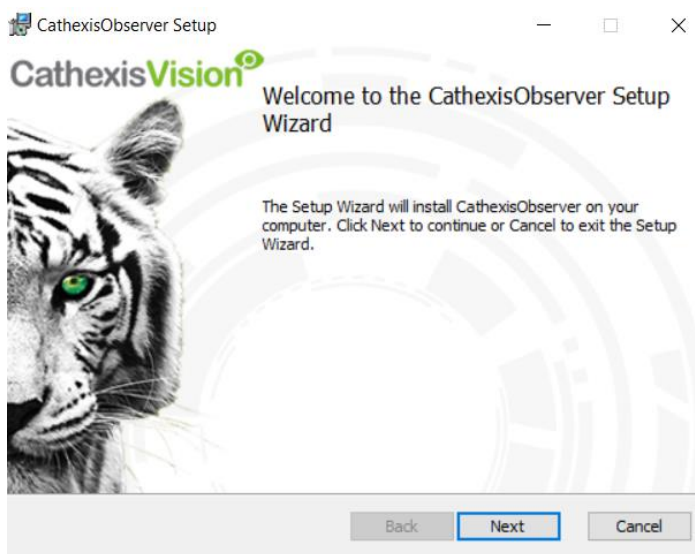 CathexisObserver Setup
CathexisVision
Welcome to the CathexisObserver Setup
Wizard
The Setup Wizard will install CathexisObserver on your
computer. Click Next to continue or Cancel to exit the Setup
Wizard.
Back Next Cancel